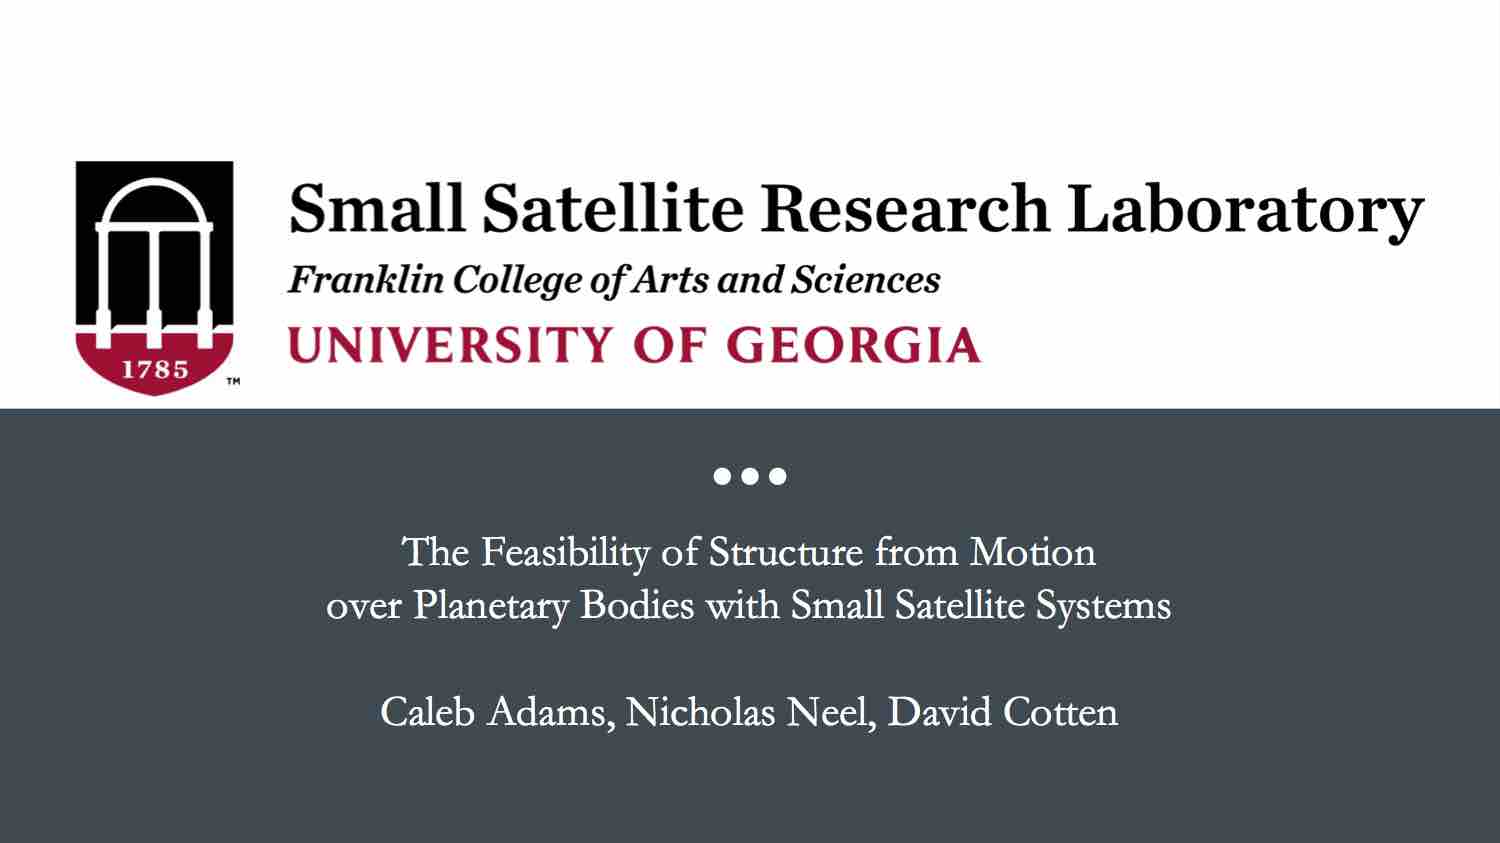 Small Satellite Research Laboratory
Franklin College of Arts and Sciences
UNIVERSITY OF GEORGIA
1785
TM
The Feasibility of Structure from Motion
over Planetary Bodies with Small Satellite Systems
Caleb Adams, Nicholas Neel, David Cotten